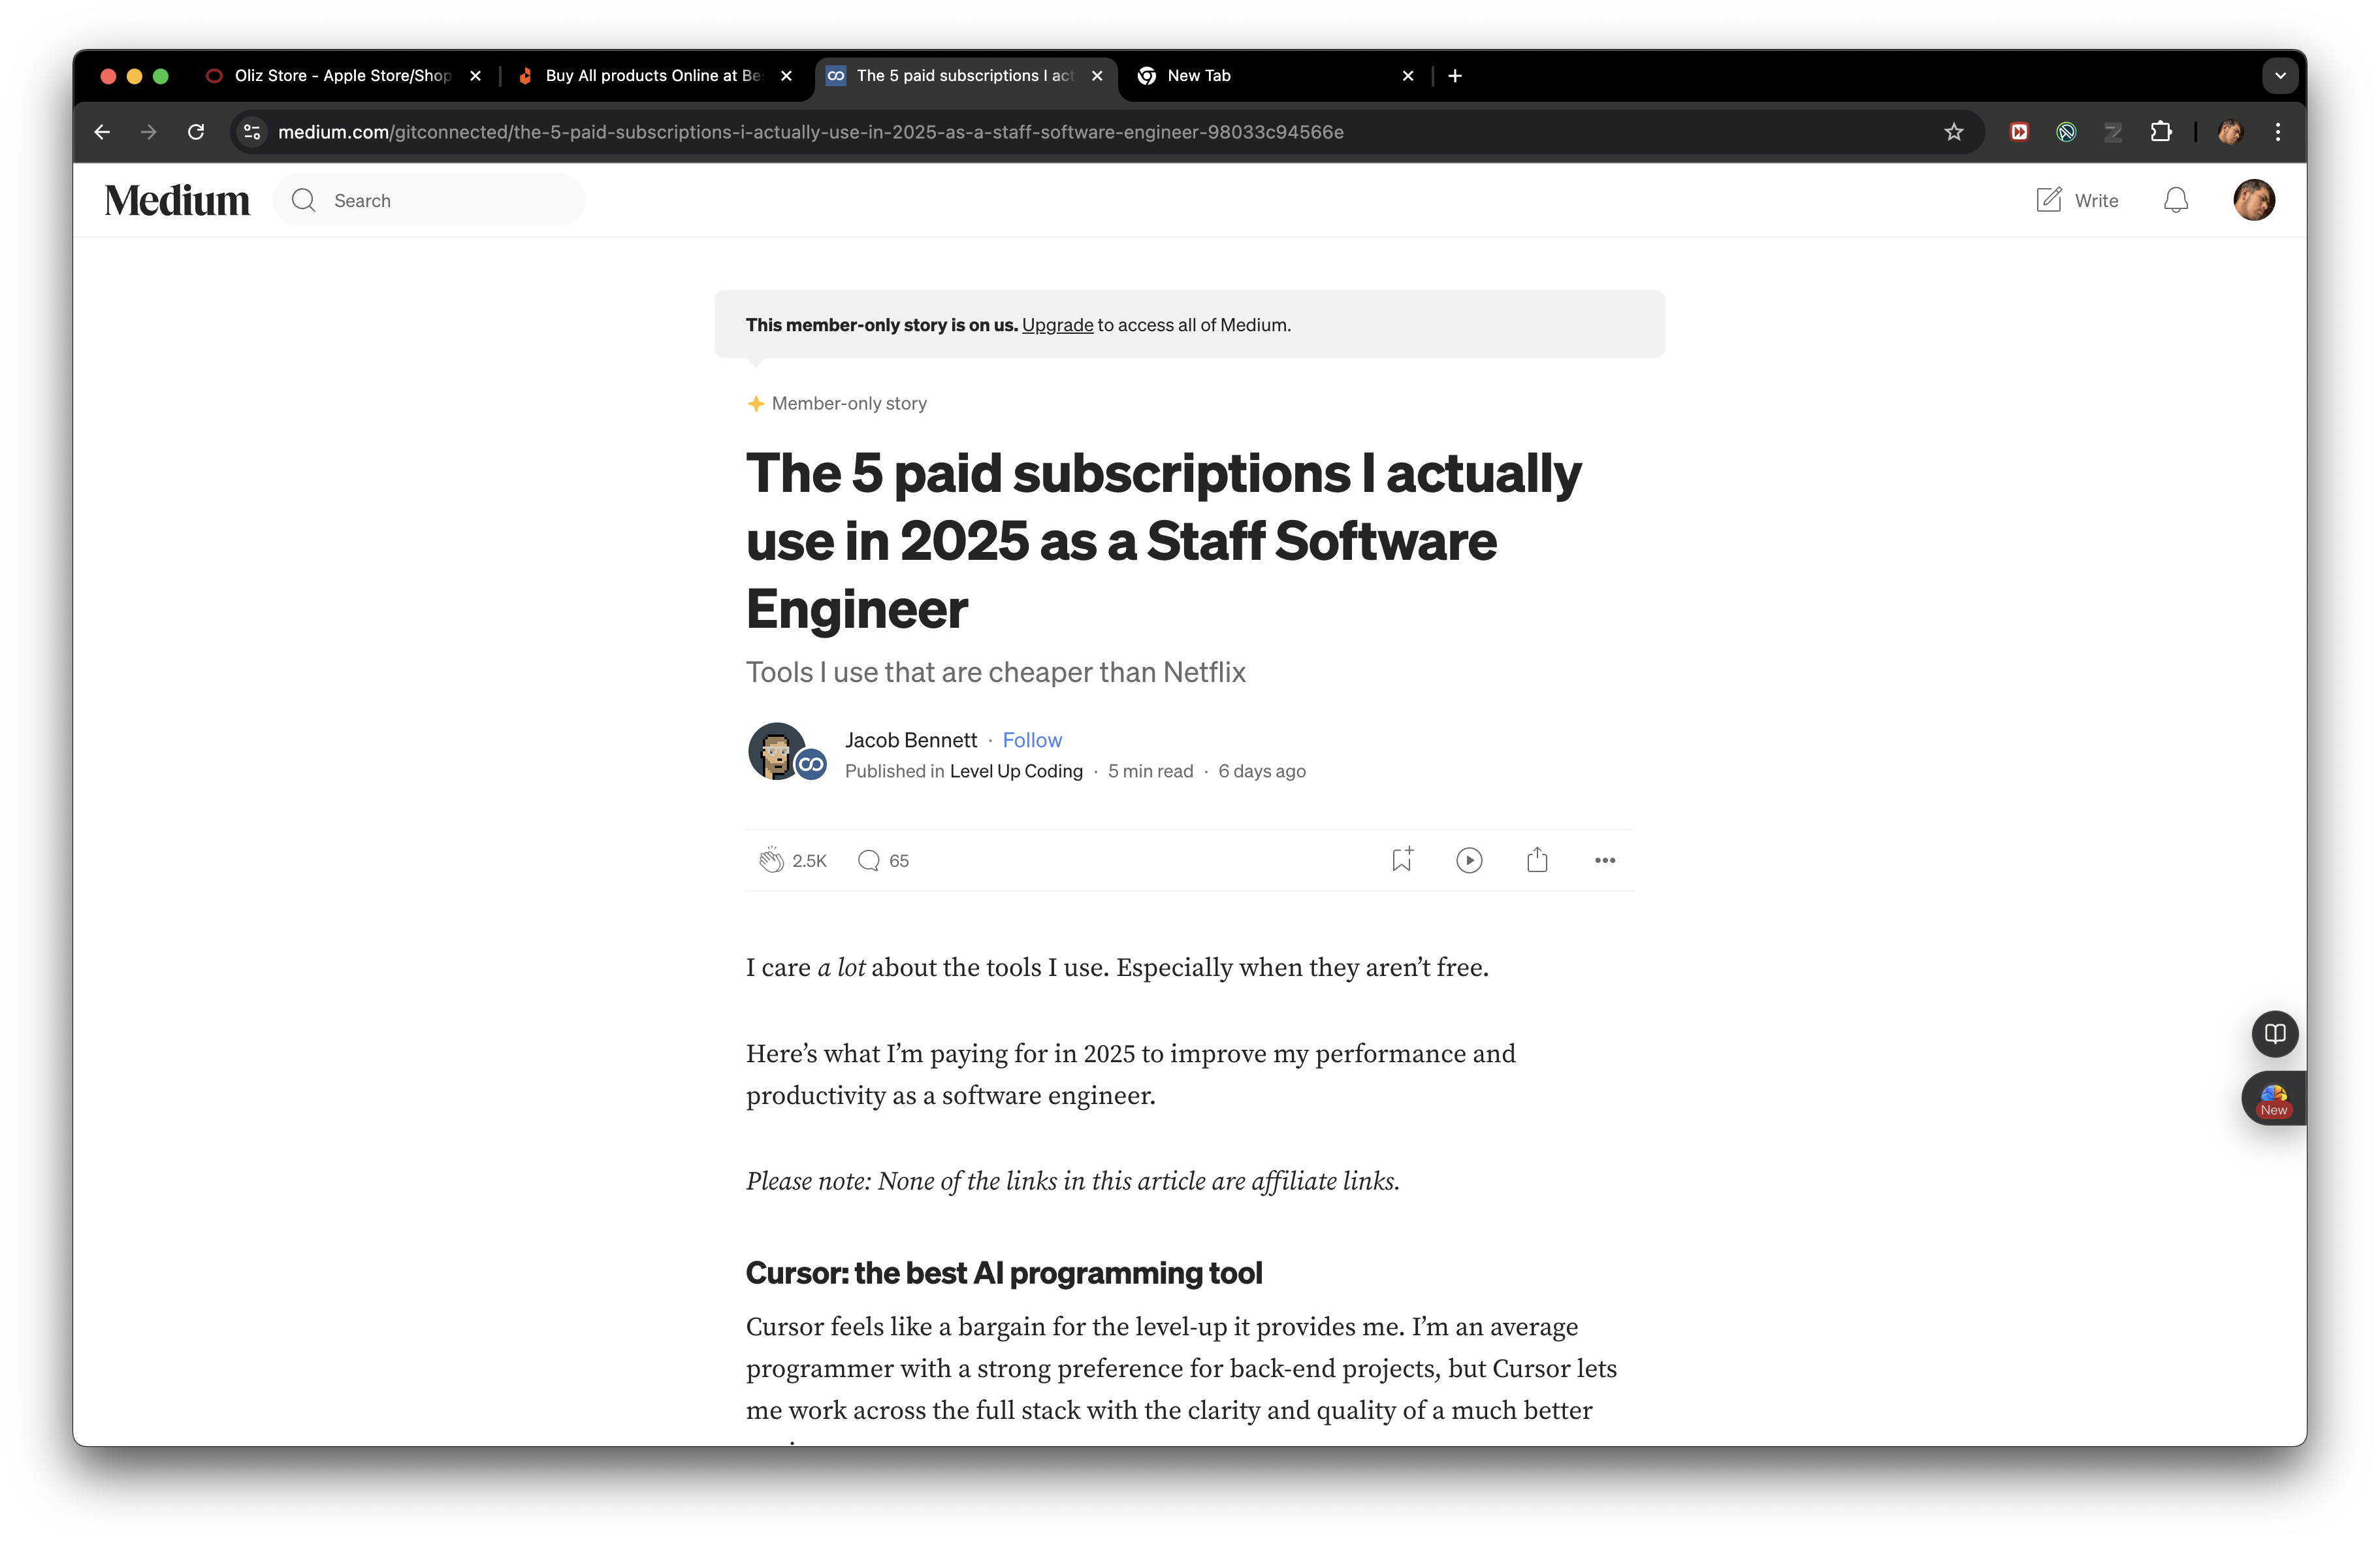 Oliz Store - Apple Store/Shop
Buy All products Online at Be
The 5 paid subscriptions I act
New Tab
medium.com/gitconnected/the-5-paid-subscriptions-i-actually-use-in-2025-as-a-staff-software-engineer-98033c94566e
Medium
Search
Write
This member-only story is on us. Upgrade to access all of Medium.
Member-only story
The 5 paid subscriptions I actually
use in 2025 as a Staff Software
Engineer
Tools I use that are cheaper than Netflix
Jacob Bennett · Follow
Published in Level Up Coding · 5 min read · 6 days ago
2.5K
65
I care a lot about the tools I use. Especially when they aren’t free.
Here’s what I’m paying for in 2025 to improve my performance and
productivity as a software engineer.
Please note: None of the links in this article are affiliate links.
New
Cursor: the best AI programming tool
Cursor feels like a bargain for the level-up it provides me. I’m an average
programmer with a strong preference for back-end projects, but Cursor lets
me work across the full stack with the clarity and quality of a much better